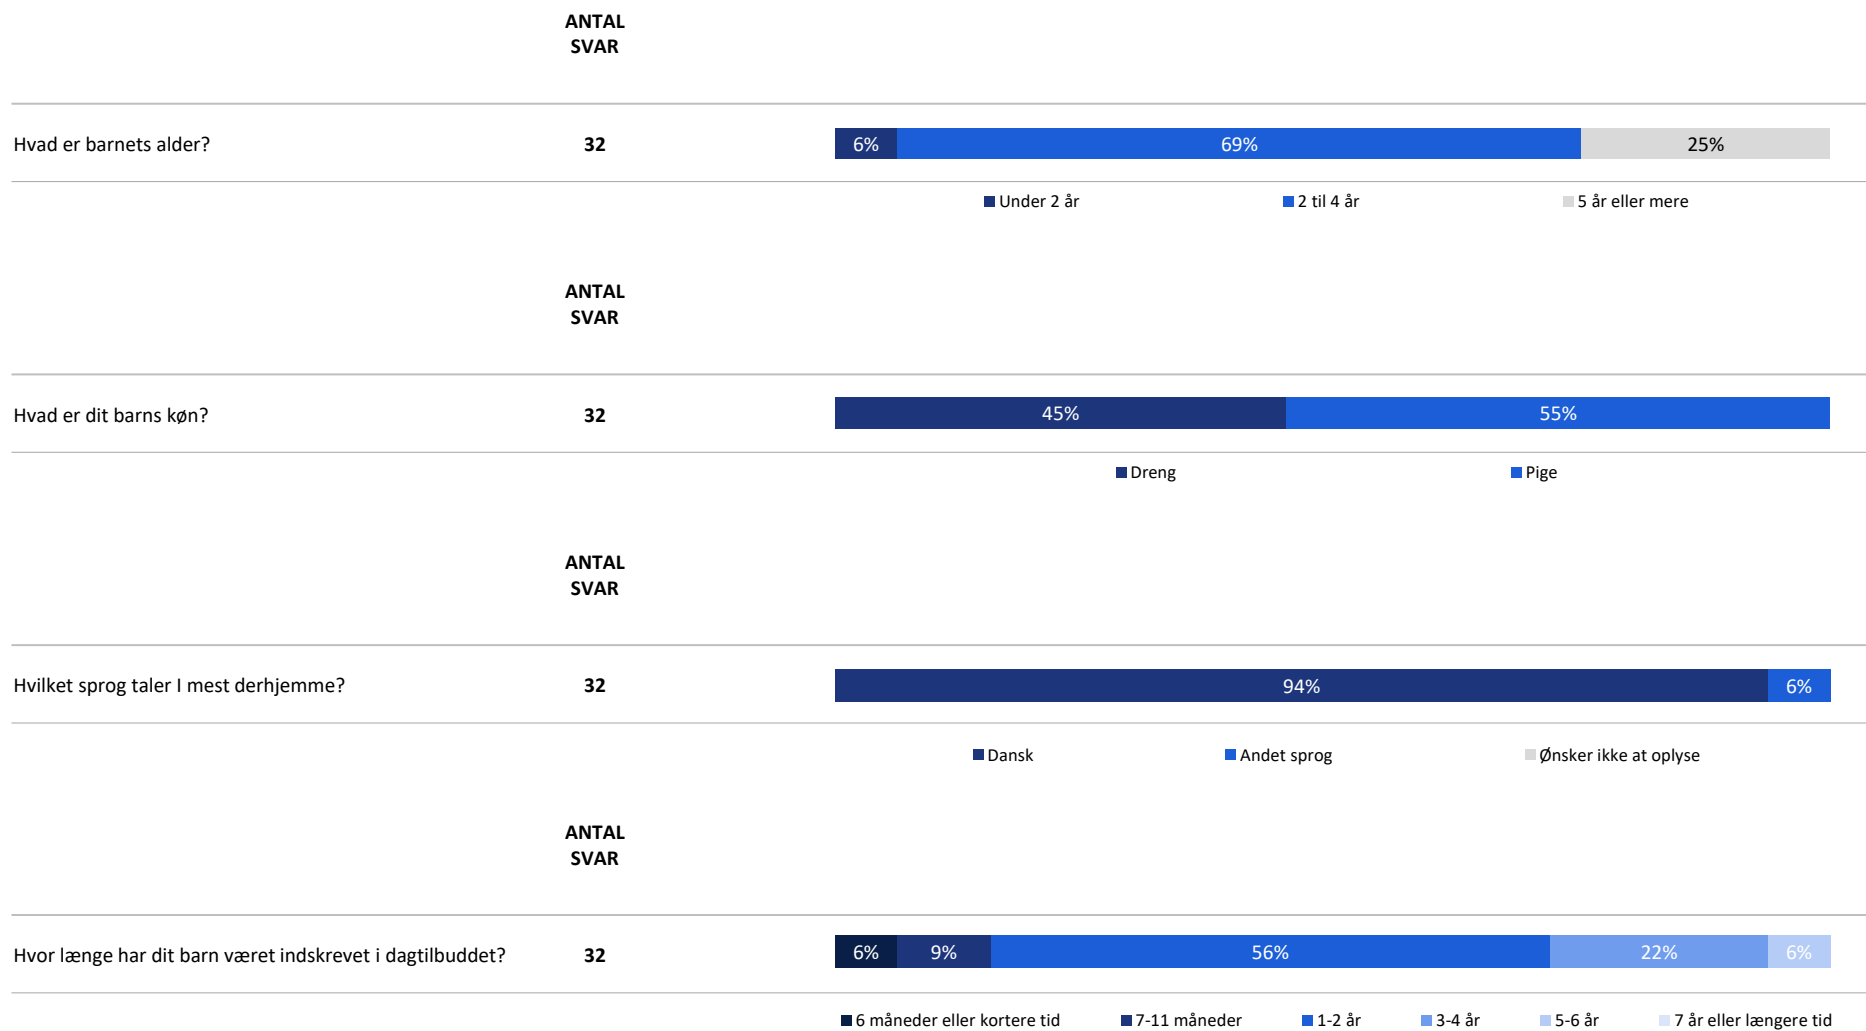 ANTAL
SVAR
Hvad er barnets alder? 32 6% 69% 25%
Under 2 år 2 til 4 år 5 år eller mere
ANTAL
SVAR
Hvad er dit barns køn? 32 45% 55%
Dreng Pige
ANTAL
SVAR
Hvilket sprog taler I mest derhjemme? 32 94% 6%
Dansk Andet sprog Ønsker ikke at oplyse
ANTAL
SVAR
Hvor længe har dit barn været indskrevet i dagtilbuddet? 32 6% 9% 56% 22% 6%
6 måneder eller kortere tid 7-11 måneder 1-2 år 3-4 år 5-6 år 7 år eller længere tid